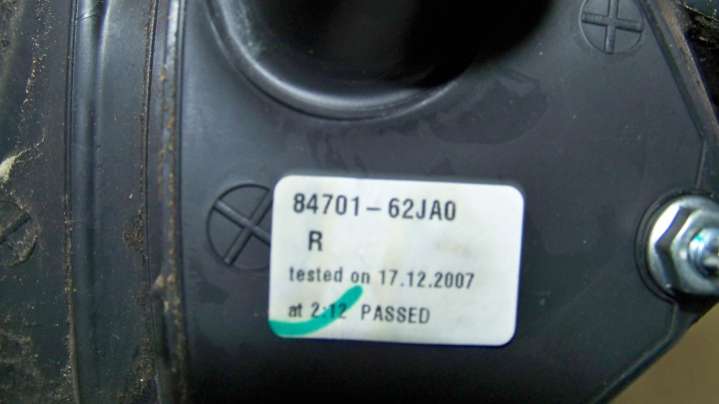 84701-62JA0
R
tested on 17.12.2007
at 2:12 PASSED